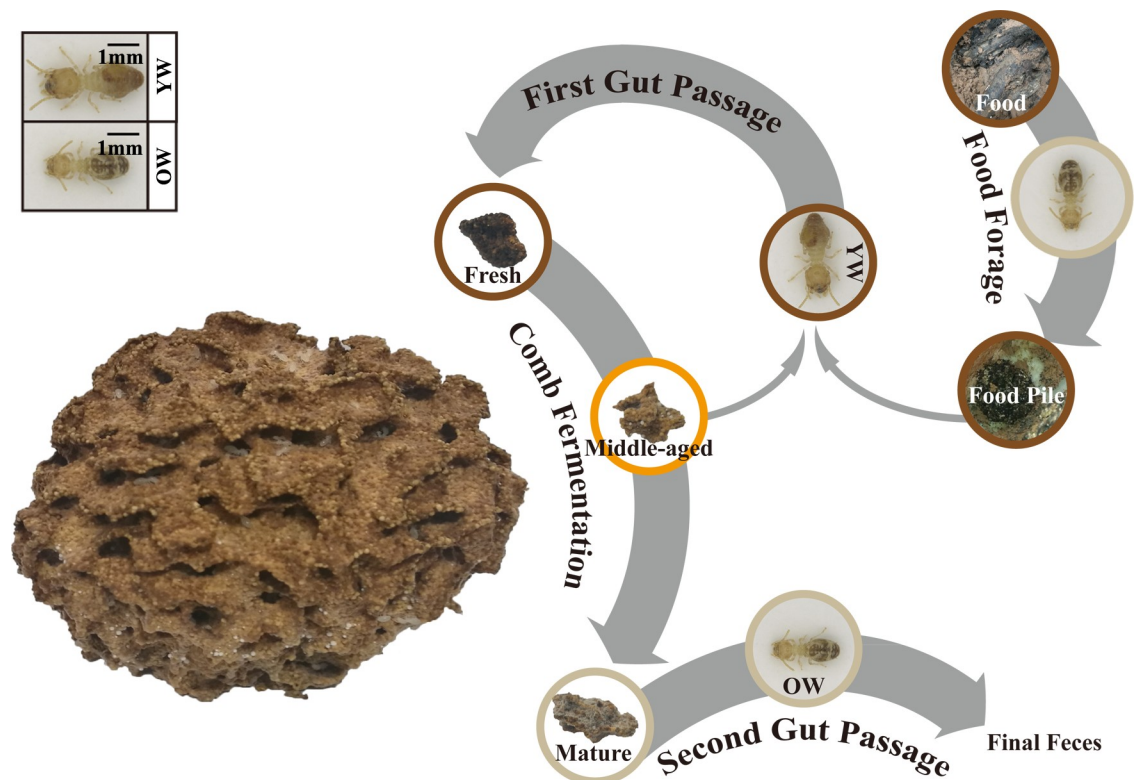 1mm
YW
1mm
OW
First Gut Passage
Food
Food Forage
YW
Fresh
Food Pile
Comb Fermentation
Middle-aged
OW
Mature
Second Gut Passage
Final Feces